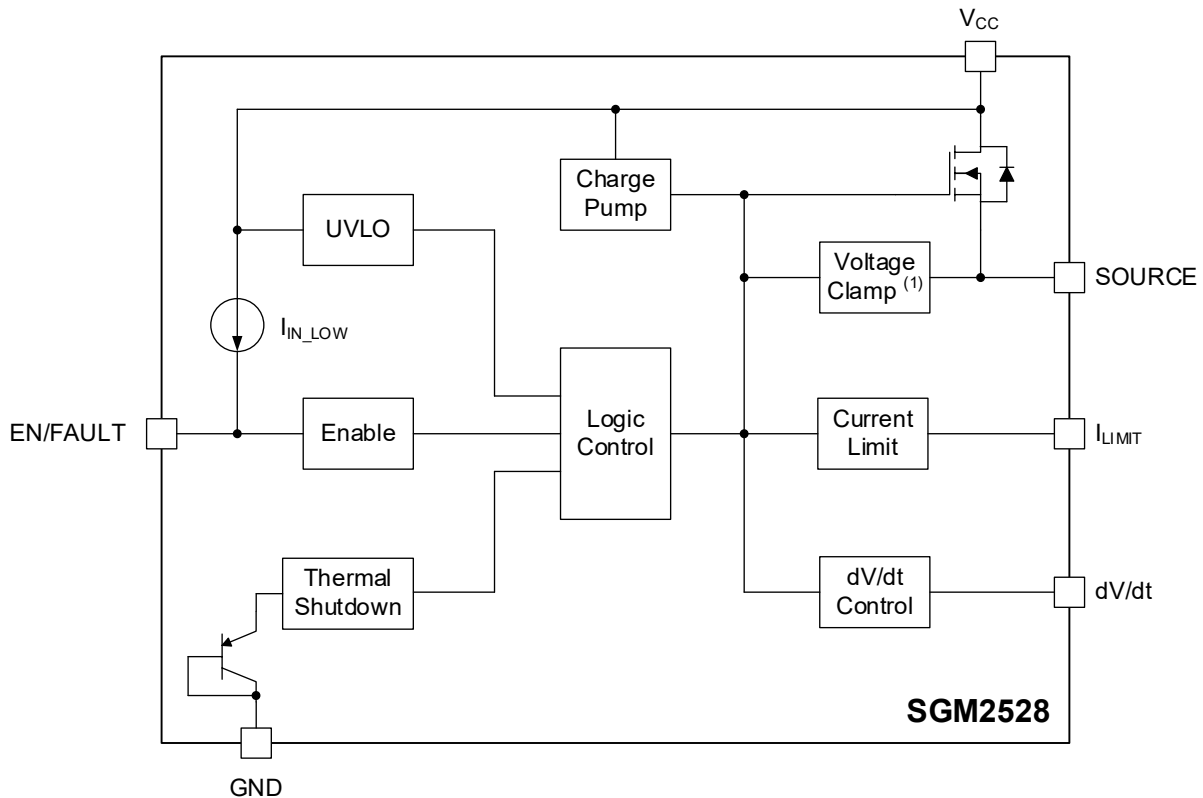 VCC
Charge
Pump
UVLO
Voltage
Clamp (1)
SOURCE
IIN_LOW
EN/FAULT
Enable
Logic
Control
Current
Limit
ILIMIT
Thermal
Shutdown
dV/dt
Control
dV/dt
SGM2528
GND